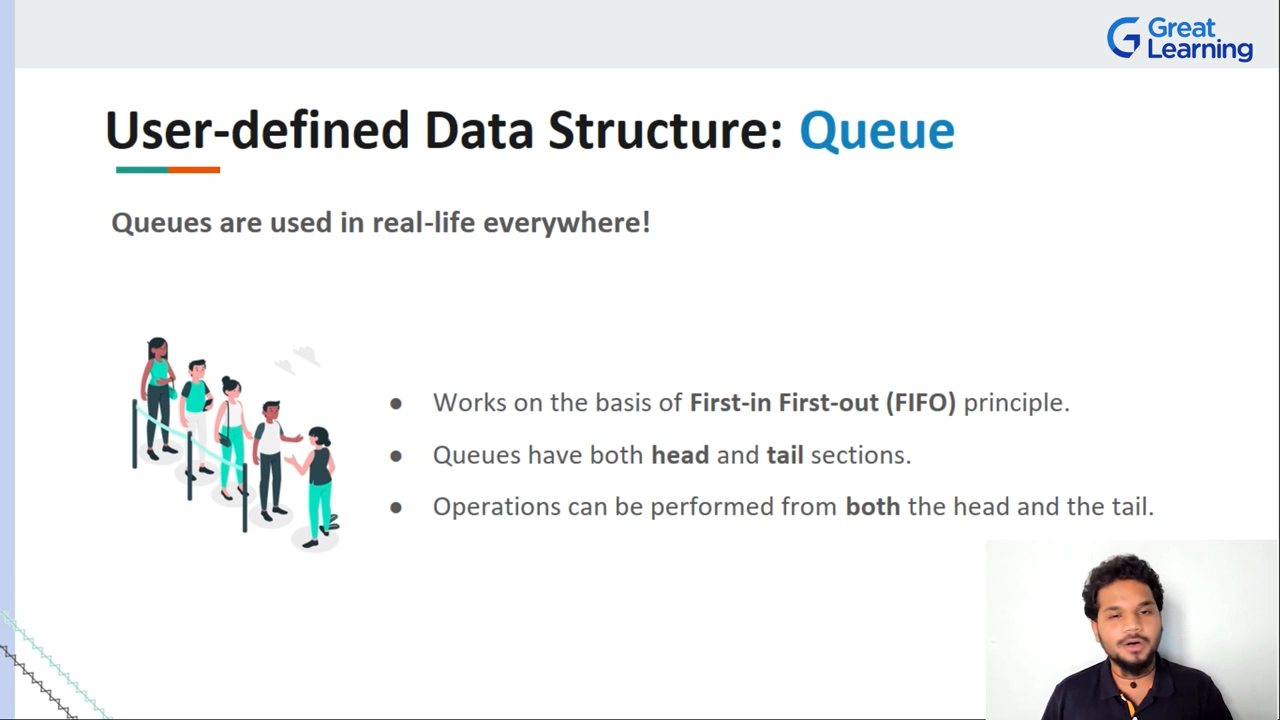 Great
Learning
User-defined Data Structure: Queue
Queues are used in real-life everywhere!
● Works on the basis of First-in First-out (FIFO) principle.
● Queues have both head and tail sections.
● Operations can be performed from both the head and the tail.